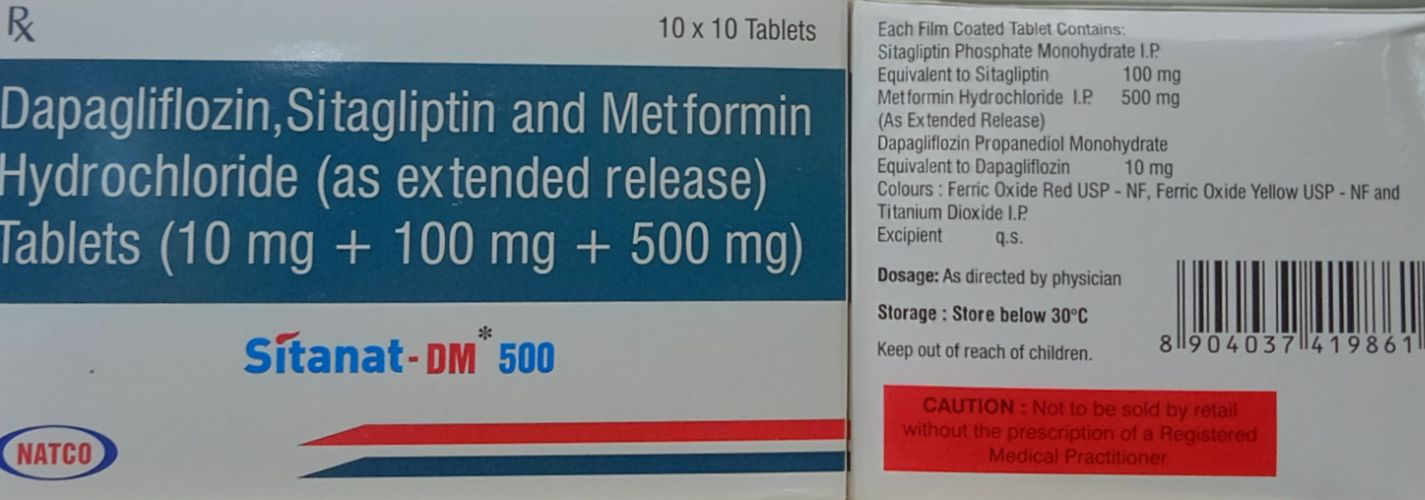 Rx
10 x 10 Tablets
Dapagliflozin,Sitagliptin and Metformin
Hydrochloride (as extended release)
Tablets (10 mg + 100 mg + 500 mg)
Sitanat-DM* 500
NATCO
Each Film Coated Tablet Contains:
Sitagliptin Phosphate Monohydrate I.P.
Equivalent to Sitagliptin 100 mg
Metformin Hydrochloride I.P. 500 mg
(As Extended Release)
Dapagliflozin Propanediol Monohydrate
Equivalent to Dapagliflozin 10 mg
Colours : Ferric Oxide Red USP - NF, Ferric Oxide Yellow USP - NF and
Titanium Dioxide I.P.
Excipient q.s.
Dosage: As directed by physician
Storage : Store below 30°C
Keep out of reach of children.
8 904037 419861
CAUTION : Not to be sold by retail
without the prescription of a Registered
Medical Practitioner.